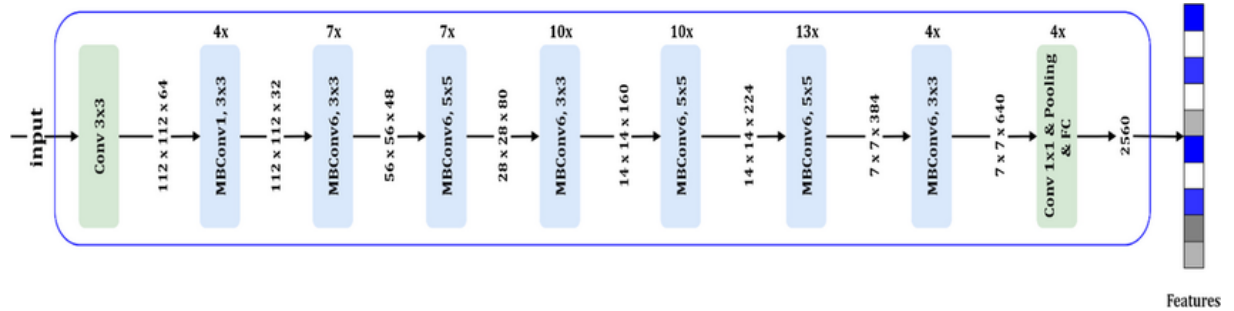 4x
7x
7x
10x
10x
13x
4x
4x
input
Conv 3x3
112 x 112 x 64
MBConv1, 3x3
112 x 112 x 32
MBConv6, 3x3
56 x 56 x 48
MBConv6, 5x5
28 x 28 x 80
MBConv6, 3x3
14 x 14 x 160
MBConv6, 5x5
14 x 14 x 224
MBConv6, 5x5
7 x 7 x 384
MBConv6, 3x3
7 x 7 x 640
Conv 1x1 & Pooling
& FC
2560
Features